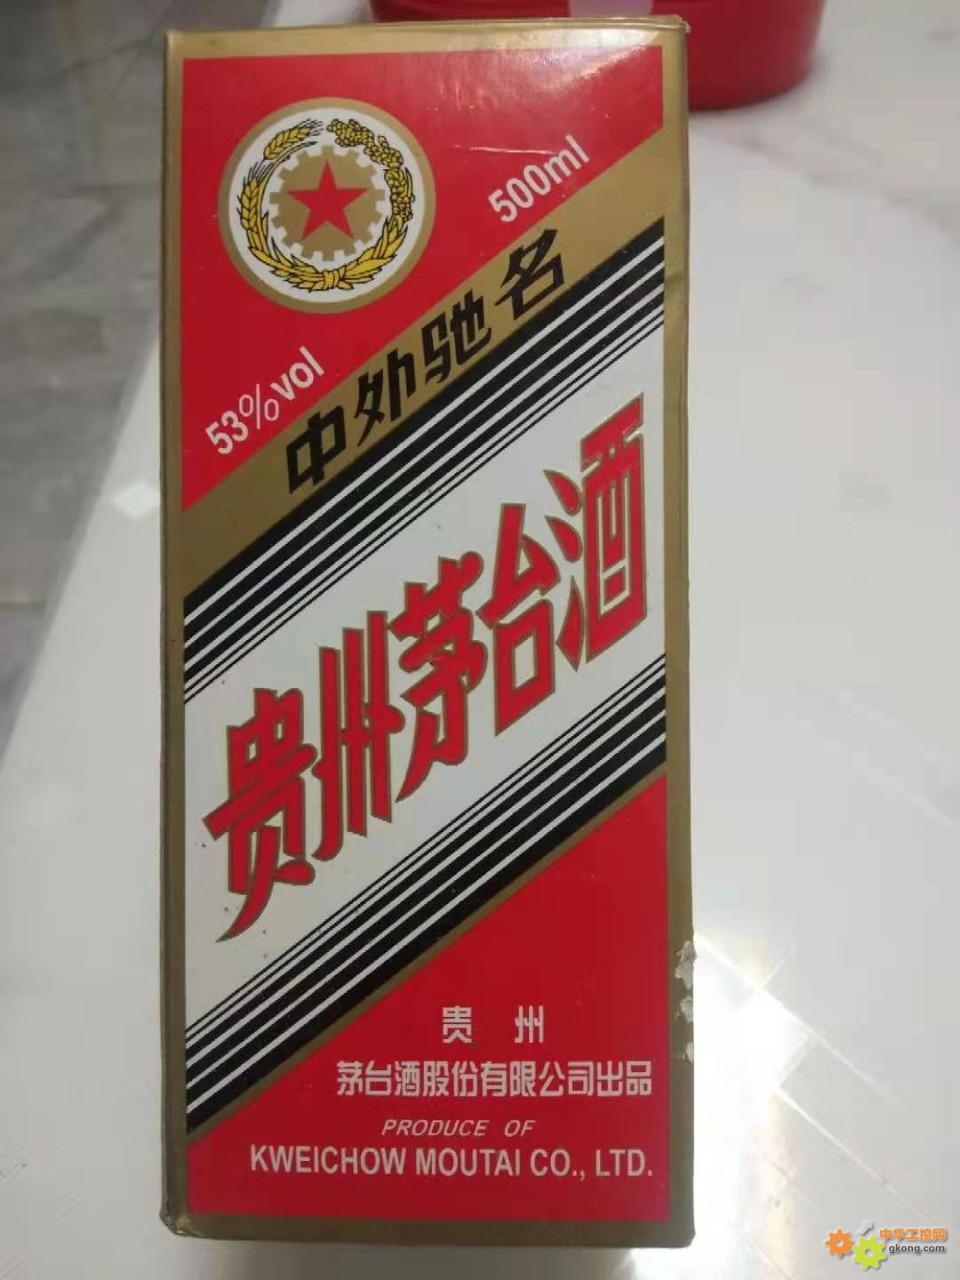 500ml
53%vol
中外驰名
贵州茅台酒
贵 州
茅台酒股份有限公司出品
PRODUCE OF
KWEICHOW MOUTAI CO., LTD.
中华工控网
gkong.com